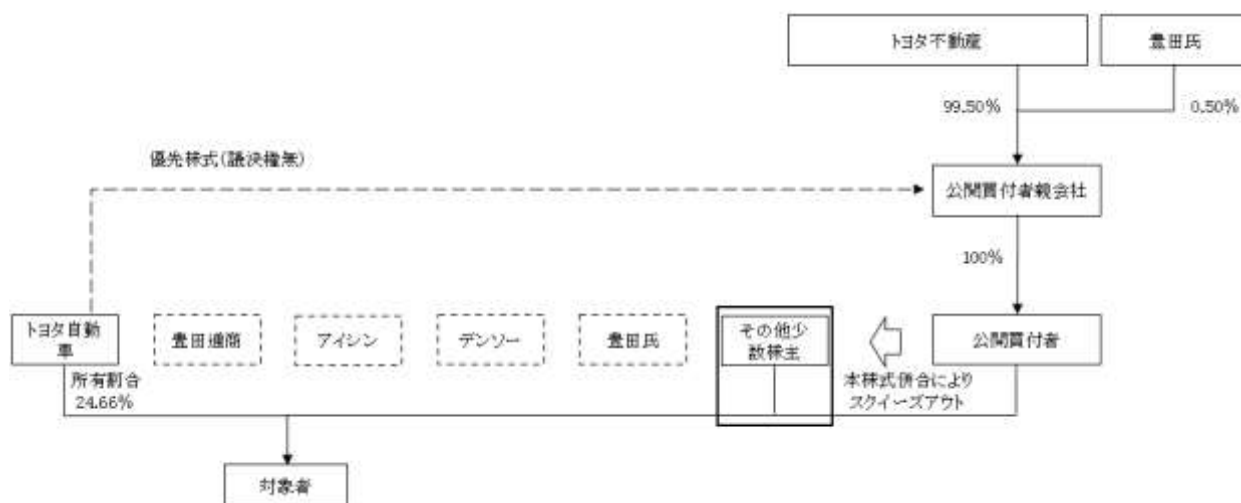 トヨタ不動産
豊田氏
99.50%
0.50%
優先株式(議決権無)
公開買付者親会社
100%
トヨタ自動
車
豊田通商
アイシン
デンソー
豊田氏
その他少
数株主
公開買付者
所有割合
24.66%
本株式併合により
スクイーズアウト
対象者